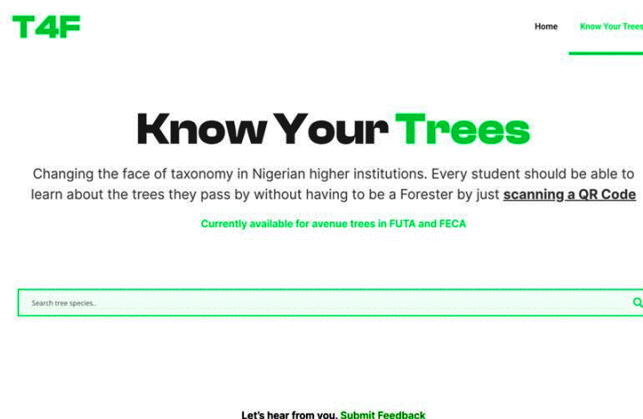 T4F
Home
Know Your Trees
Know Your Trees
Changing the face of taxonomy in Nigerian higher institutions. Every student should be able to
learn about the trees they pass by without having to be a Forester by just scanning a QR Code
Currently available for avenue trees in FUTA and FECA
Search tree species..
Let's hear from you. Submit Feedback